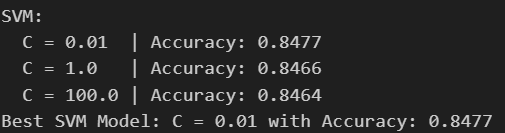 SVM:
  C = 0.01  | Accuracy: 0.8477
  C = 1.0   | Accuracy: 0.8466
  C = 100.0 | Accuracy: 0.8464
Best SVM Model: C = 0.01 with Accuracy: 0.8477